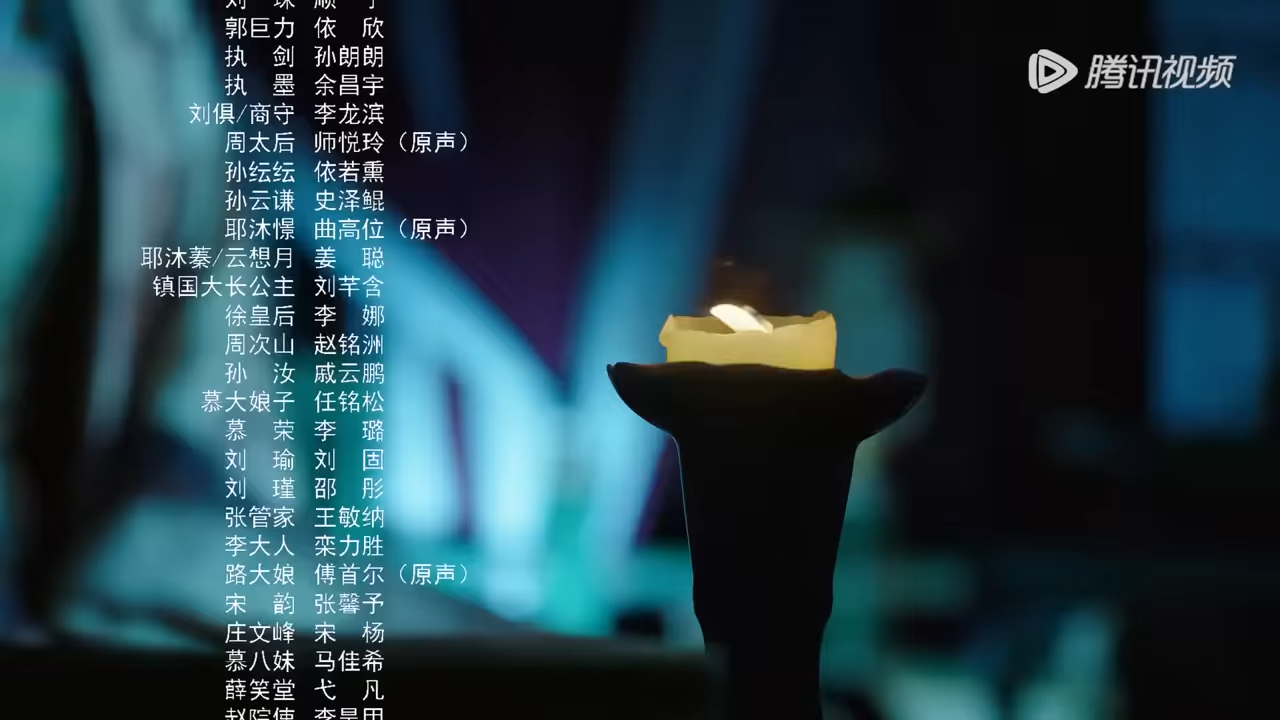 郭巨力 依 欣
执 剑 孙朗朗
执 墨 余昌宇
腾讯视频
刘俱/商守 李龙滨
周太后 师悦玲（原声）
孙纭纭 依若熏
孙云谦 史泽鲲
耶沐憬 曲高位（原声）
耶沐蓁/云想月 姜 聪
镇国大长公主 刘芊含
徐皇后 李 娜
周次山 赵铭洲
孙 汝 戚云鹏
慕大娘子 任铭松
慕 荣 李 璐
刘 瑜 刘 固
刘 瑾 邵 彤
张管家 王敏纳
李大人 栾力胜
路大娘 傅首尔（原声）
宋 韵 张馨予
庄文峰 宋 杨
慕八妹 马佳希
薛笑堂 弋 凡